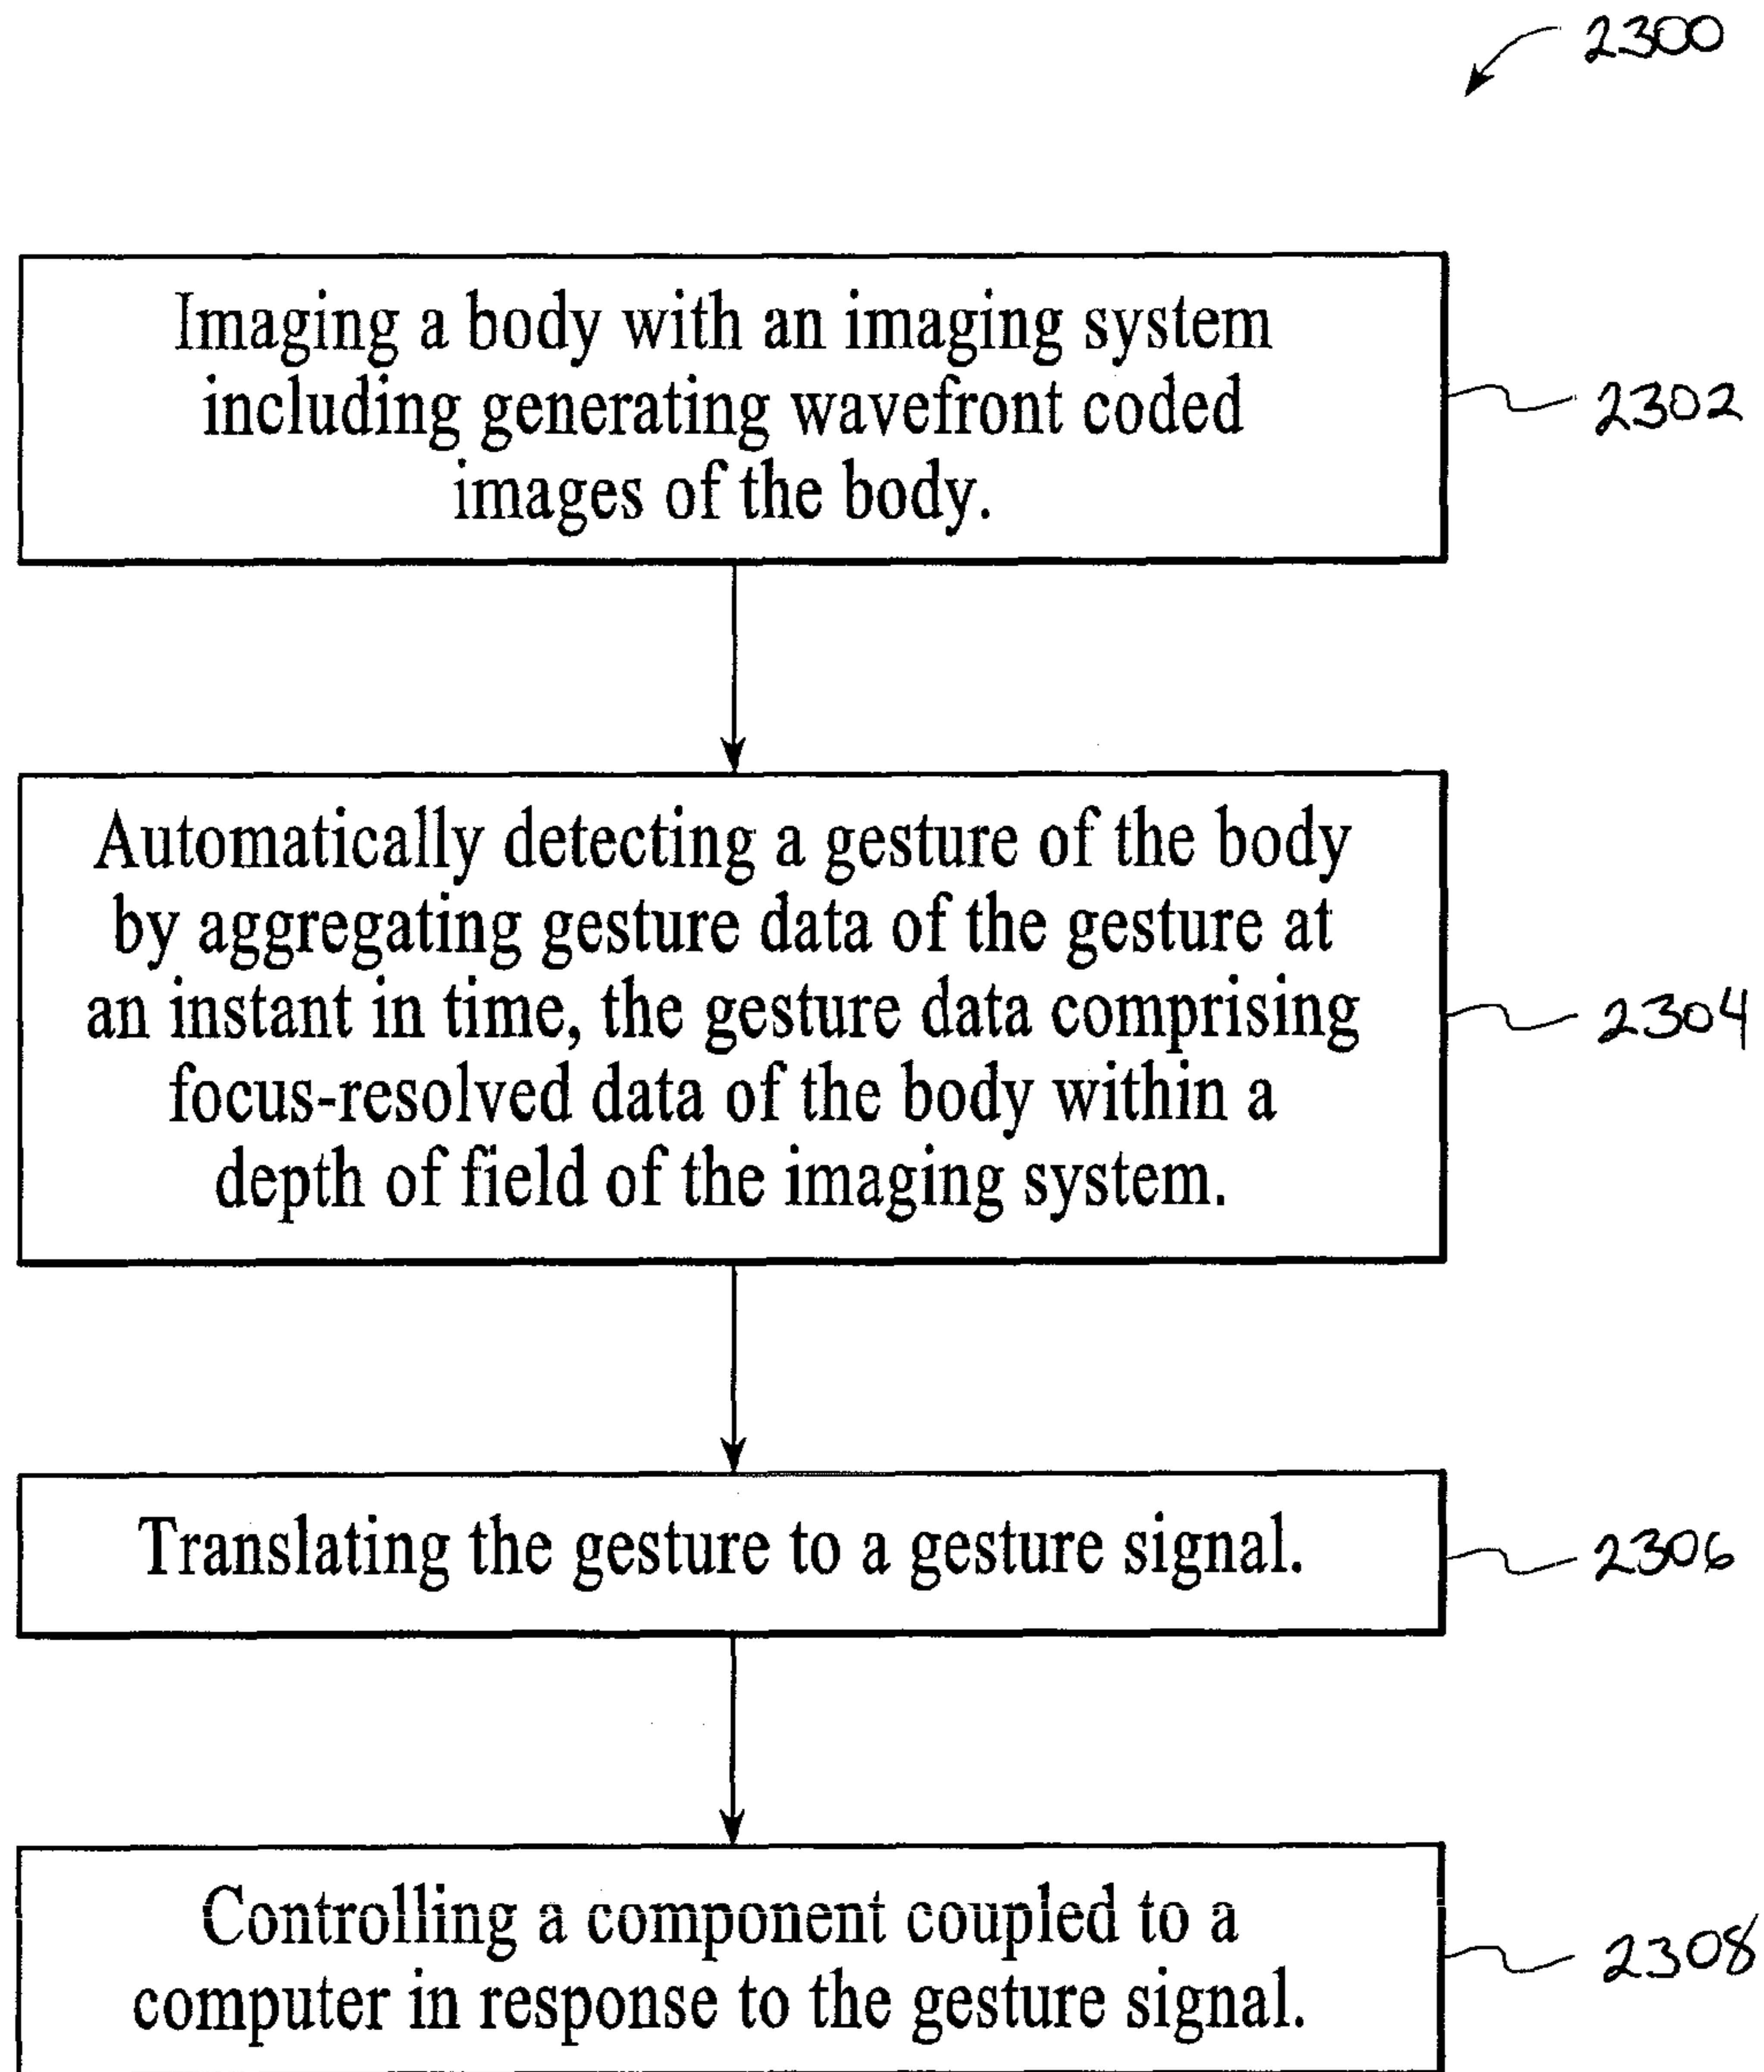 2300
Imaging a body with an imaging system
including generating wavefront coded
images of the body.
2302
Automatically detecting a gesture of the body
by aggregating gesture data of the gesture at
an instant in time, the gesture data comprising
focus-resolved data of the body within a
depth of field of the imaging system.
2304
Translating the gesture to a gesture signal.
2306
Controlling a component coupled to a
computer in response to the gesture signal.
2308